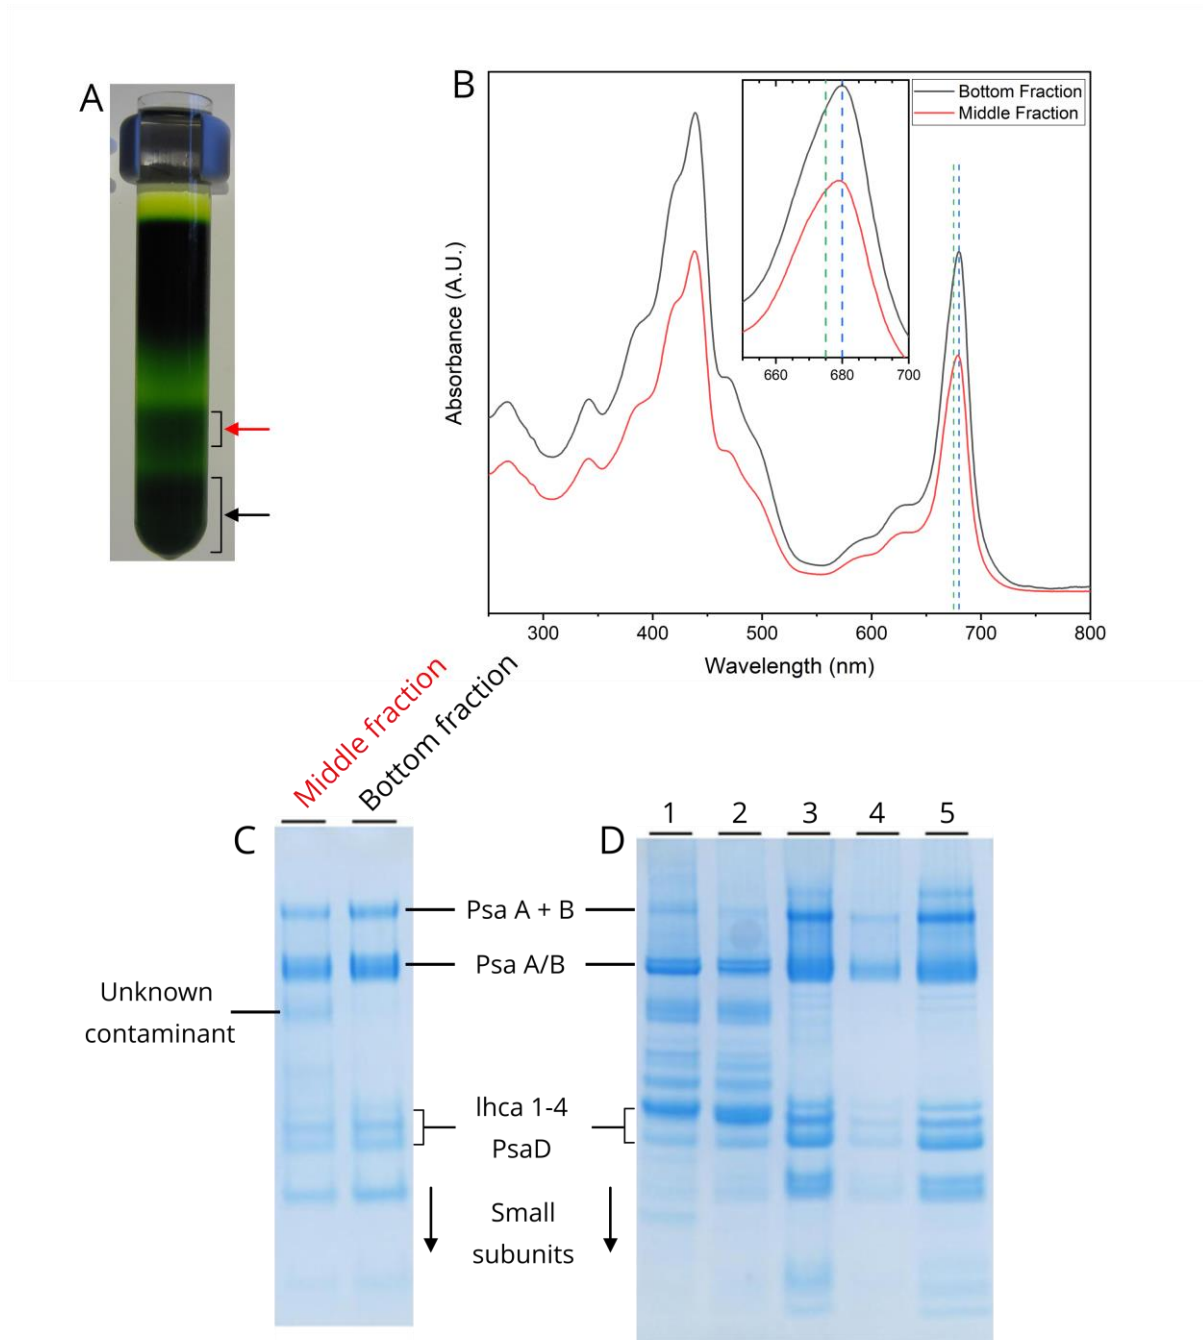 A
B
Bottom Fraction
Middle Fraction
660 680 700
Absorbance (A.U.)
300 400 500 600 700 800
Wavelength (nm)
Middle fraction
Bottom fraction
C
D
1 2 3 4 5
Psa A + B
Psa A/B
Unknown
contaminant
lhca 1-4
PsaD
Small
subunits